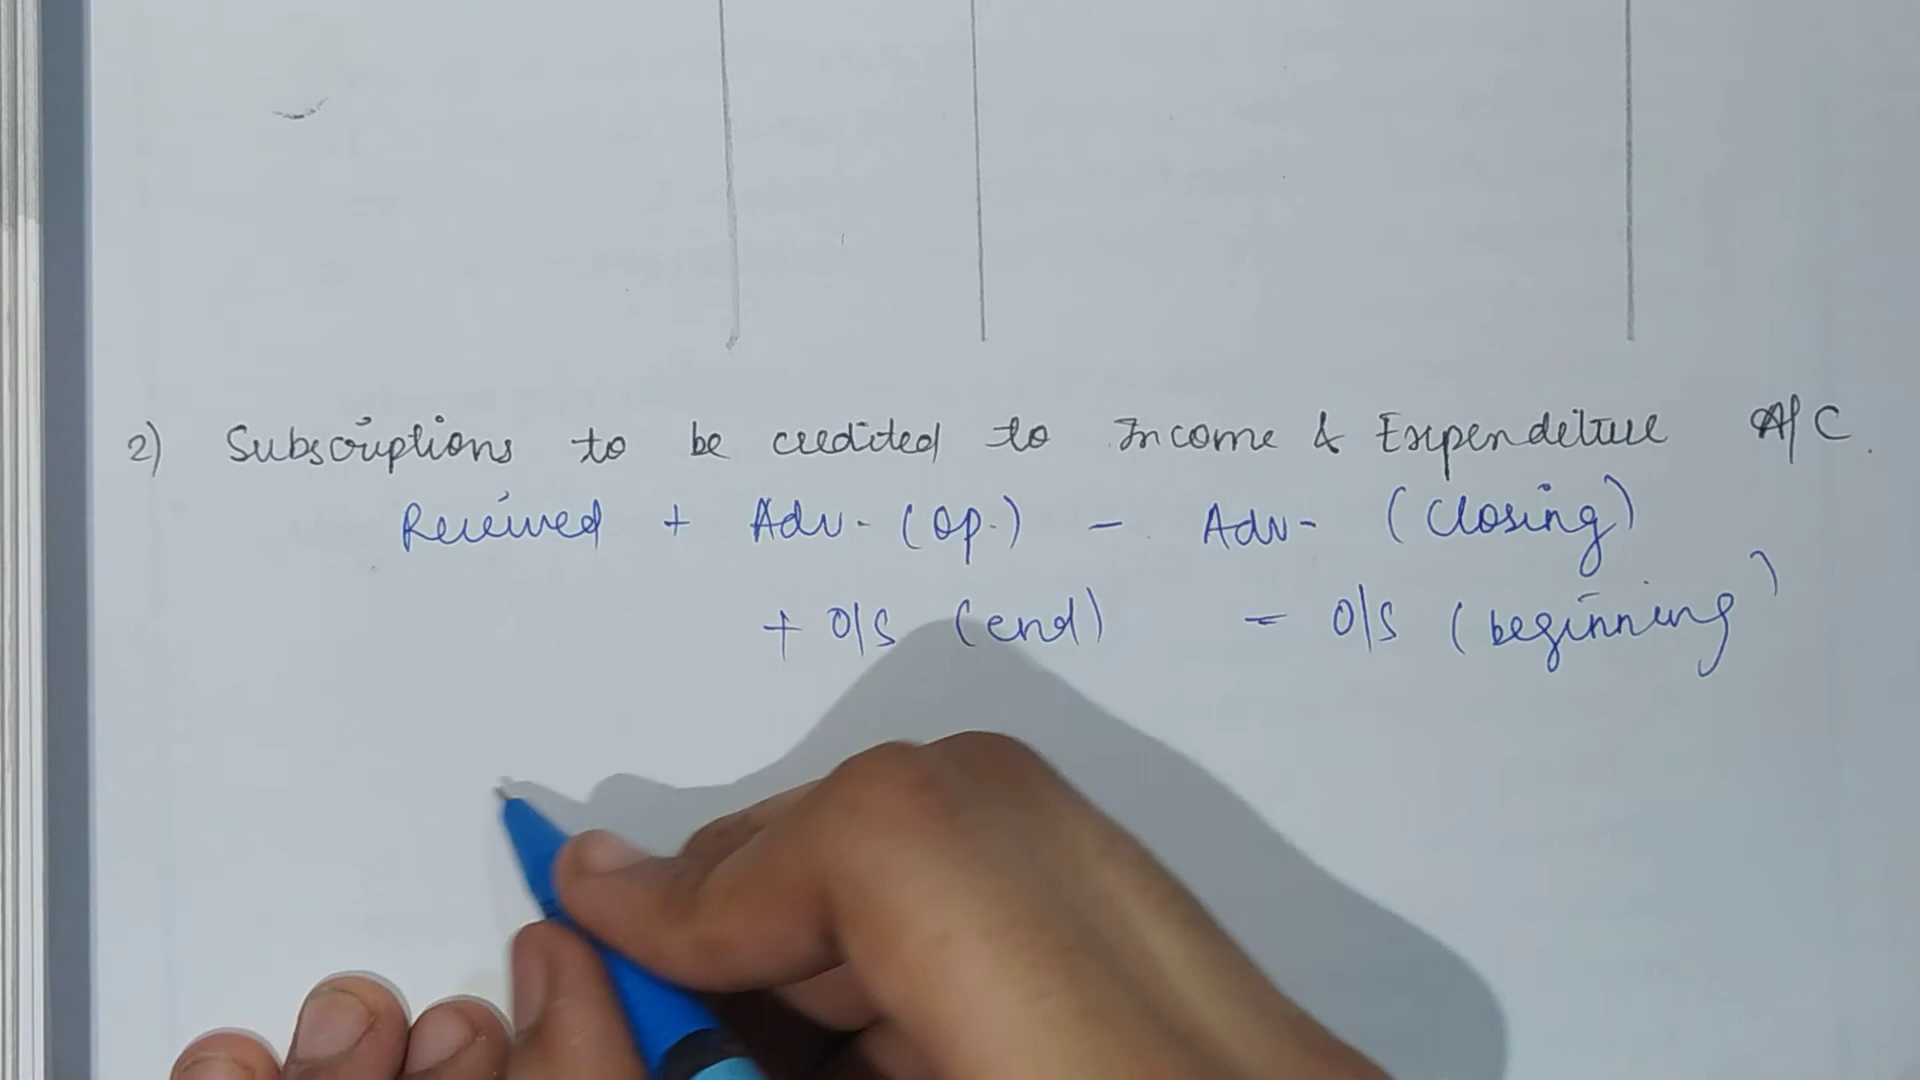 2) Subscriptions to be credited to Income & Expenditure A/C.
Received + Adv. (op.) - Adv. (closing)
+ O/S (end) - O/S (beginning)